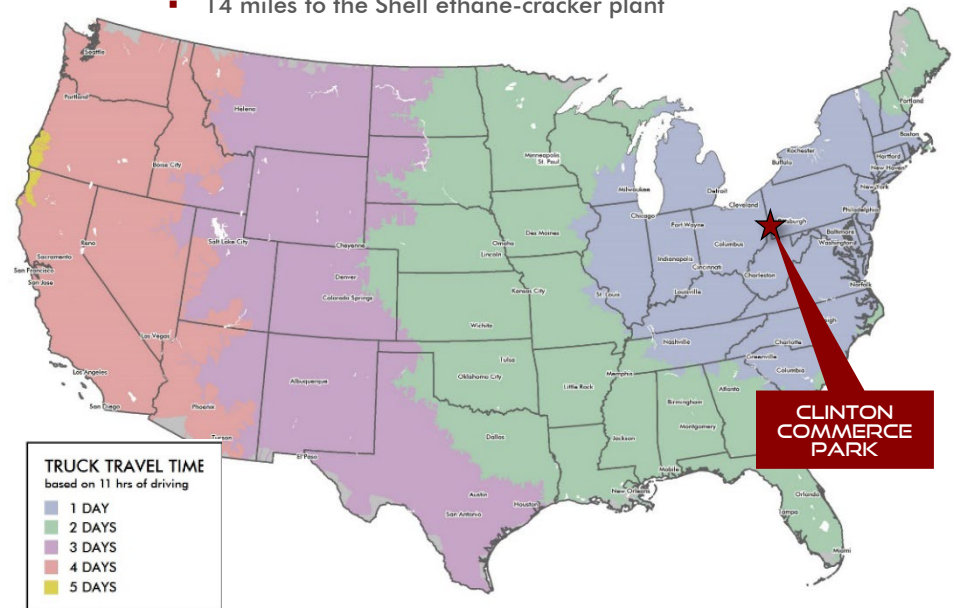 ▪ 14 miles to the Shell ethane-cracker plant
Seattle
Portland
Helena
Boise City
Minneapolis
St. Paul
Milwaukee
Detroit
Rochester
Buffalo
Portland
Boston
Hartford
New Haven
New York
Cleveland
Philadelphia
Chicago
Fort Wayne
Columbus
Baltimore
Washington
Reno
Salt Lake City
Cheyenne
Omaha
Lincoln
Des Moines
Indianapolis
Cincinnati
Charleston
Sacramento
San Francisco
San Jose
Denver
Colorado Springs
Kansas City
St. Louis
Louisville
Norfolk
Las Vegas
Wichita
Nashville
Charlotte
Greenville
Columbia
Los Angeles
San Diego
Phoenix
Tucson
Albuquerque
Tulsa
Oklahoma City
Memphis
Little Rock
Atlanta
Birmingham
Montgomery
El Paso
Dallas
Jackson
Mobile
New Orleans
Austin
Houston
San Antonio
Orlando
Tampa
Miami
CLINTON
COMMERCE
PARK
TRUCK TRAVEL TIME
based on 11 hrs of driving
1 DAY
2 DAYS
3 DAYS
4 DAYS
5 DAYS